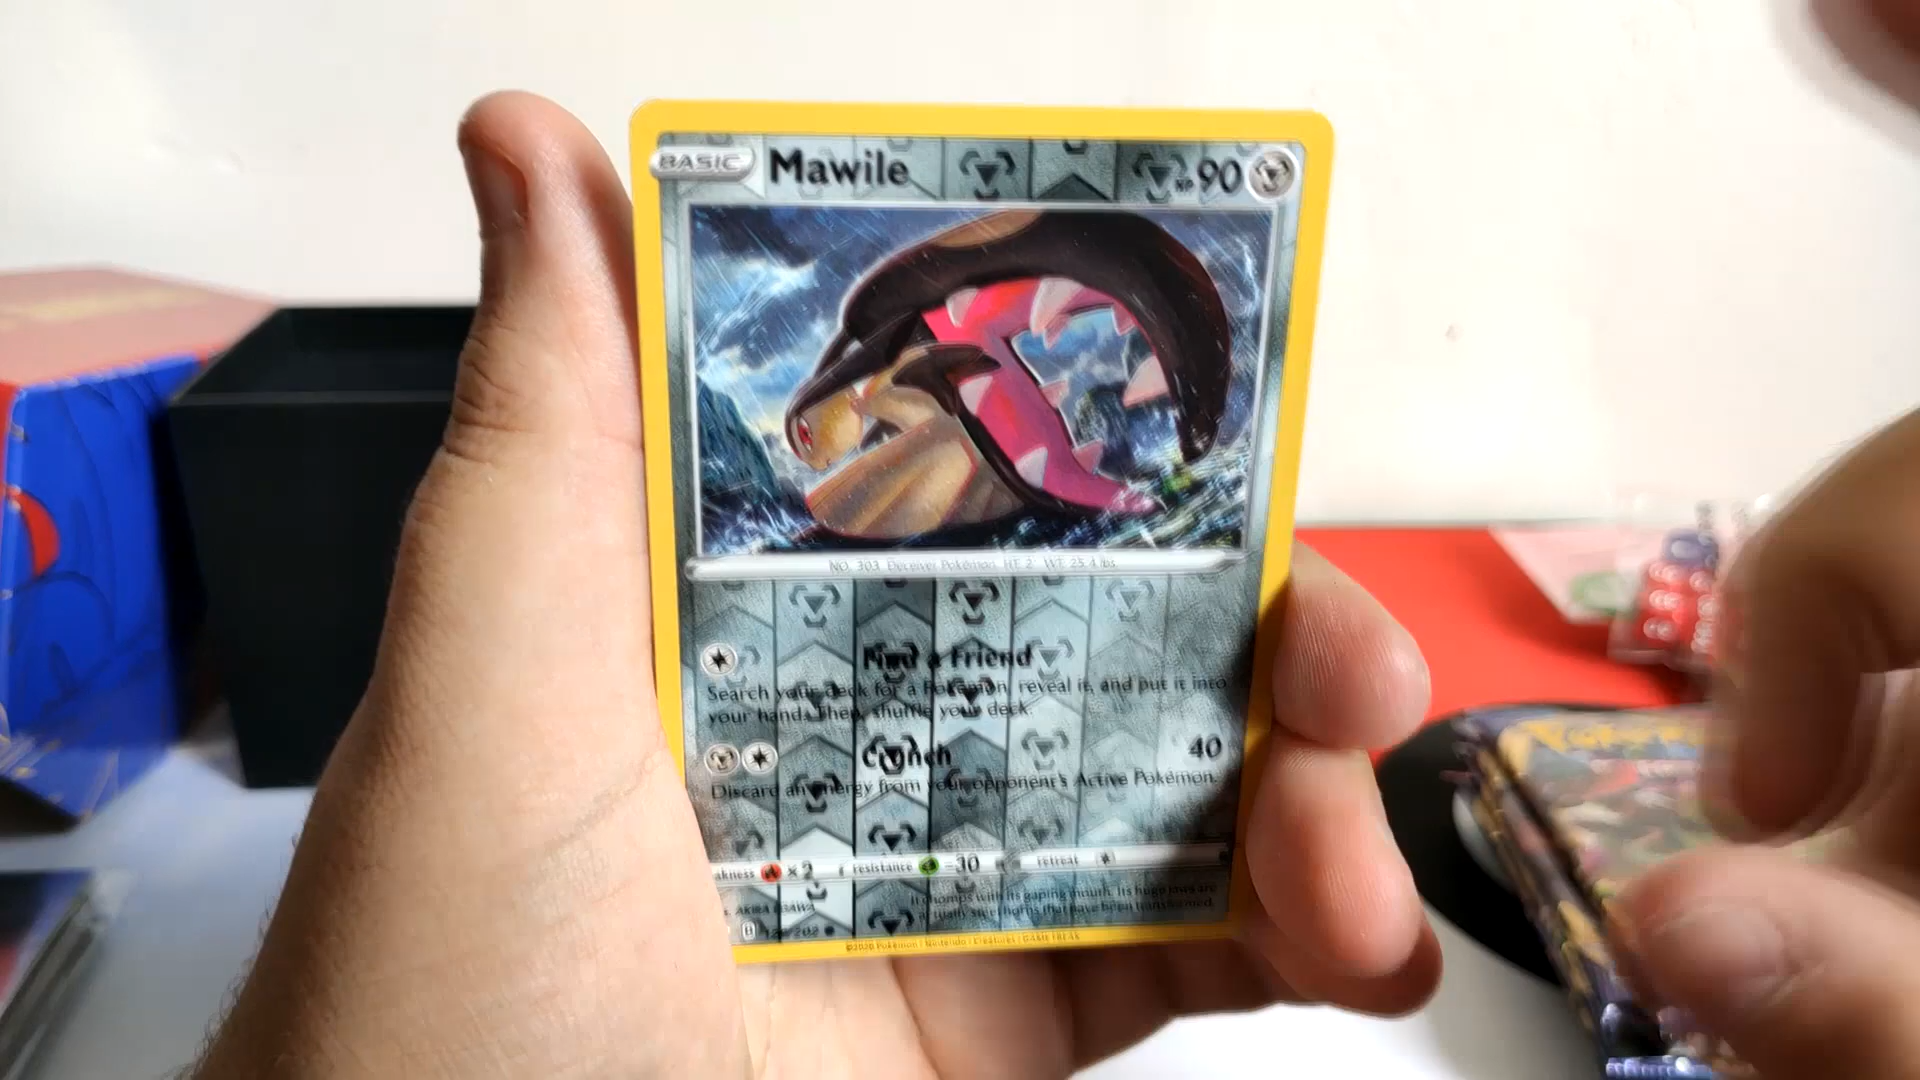 BASIC Mawile HP 90
NO. 303 Deceiver Pokémon HT 2' WT 25.4 lbs.
Find a Friend
Search your deck for a Pokémon, reveal it, and put it into
your hand. Then, shuffle your deck.
Crunch 40
Discard an Energy from your opponent's Active Pokémon.
akness ×2 resistance -30 retreat
It chomps with its gaping mouth. Its huge jaws are
AKIRA EGAWA actually steel horns that have been transformed.
/202
©2020 Pokémon / Nintendo / Creatures / GAME FREAK